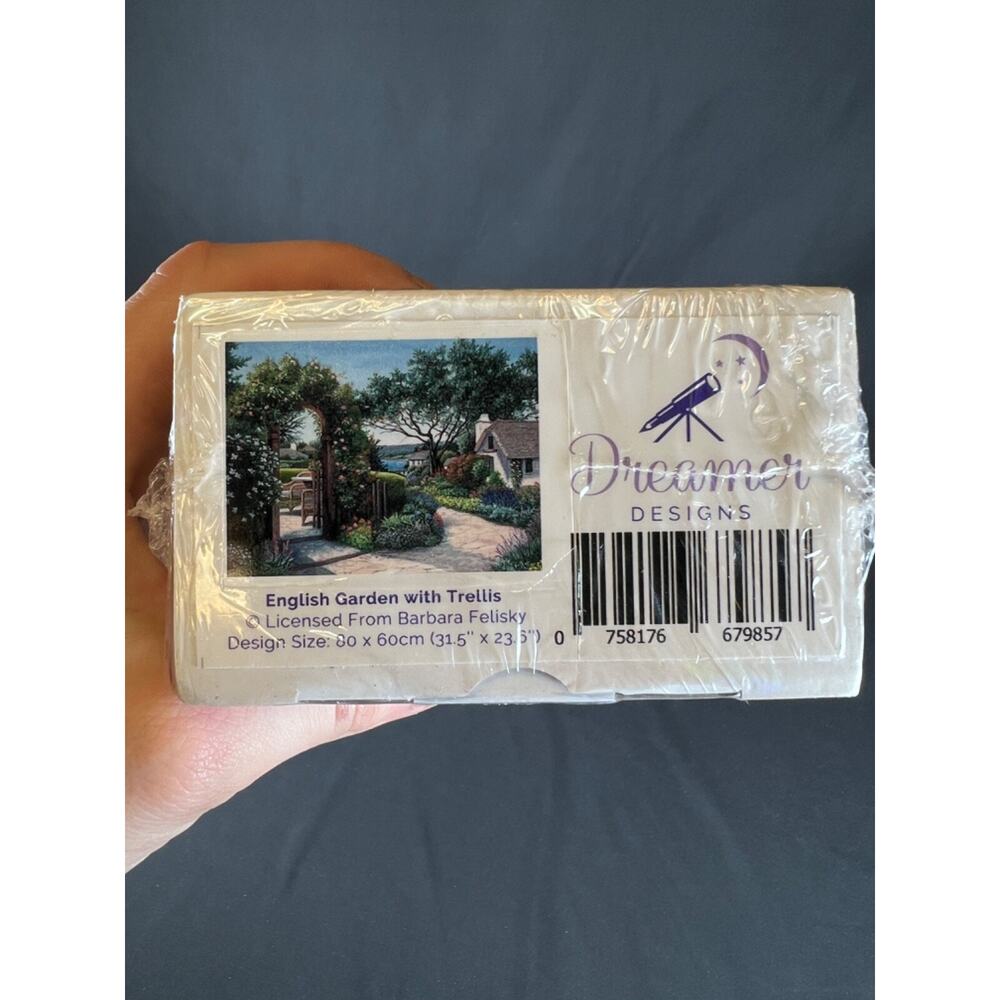 Dreamer
DESIGNS
English Garden with Trellis
© Licensed From Barbara Felisky
Design Size: 80 x 60cm (31.5" x 23.6")
0 758176 679857